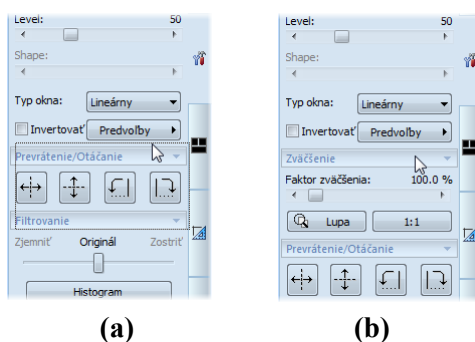 Level: 50
Shape:
Typ okna: Lineárny
Invertovať Predvoľby
Prevrátenie/Otáčanie
Filtrovanie
Zjemniť Originál Zostriť
Histogram
(a)
Level: 50
Shape:
Typ okna: Lineárny
Invertovať Predvoľby
Zväčšenie
Faktor zväčšenia: 100.0 %
Lupa 1:1
Prevrátenie/Otáčanie
(b)